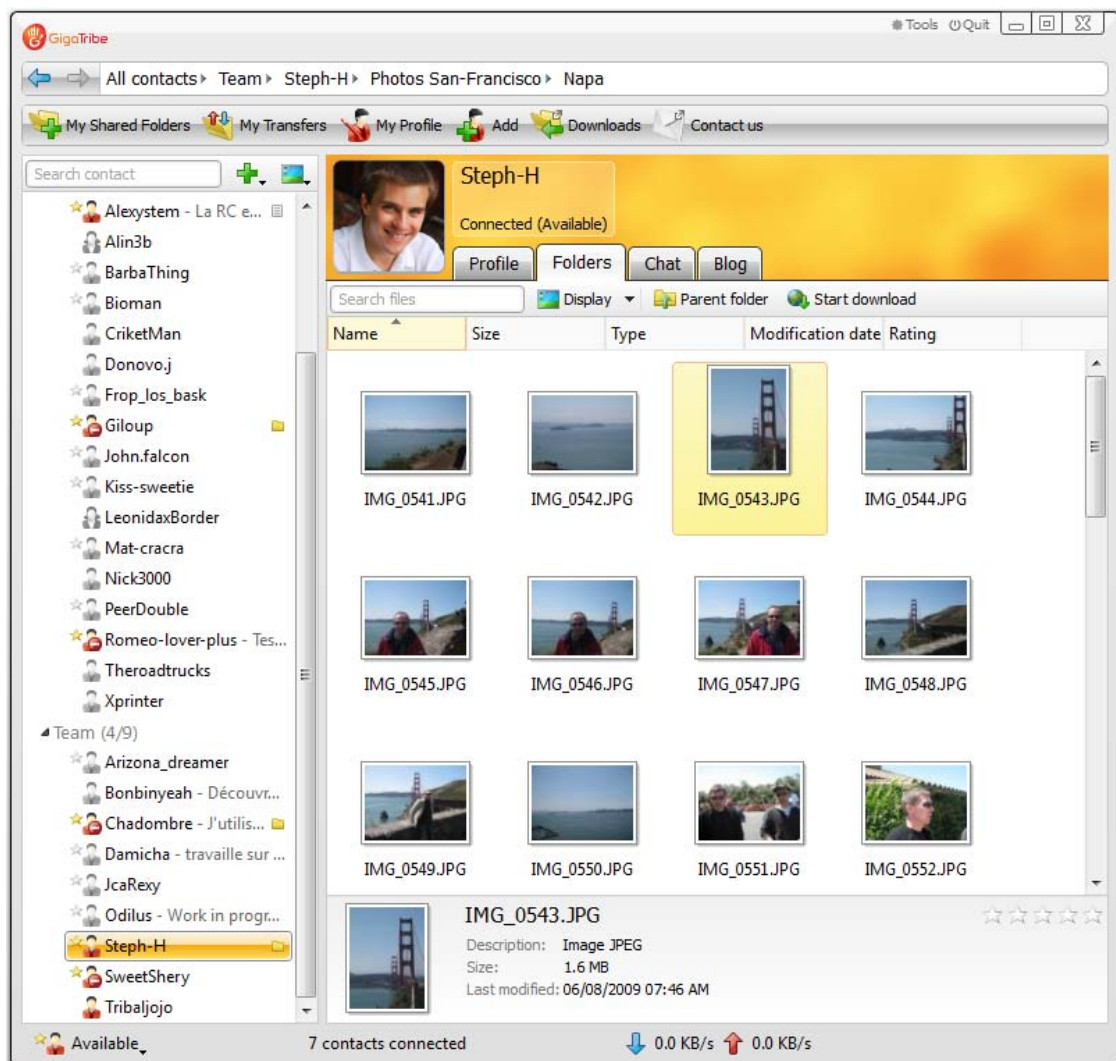 GigaTribe
Tools Quit
All contacts Team Steph-H Photos San-Francisco Napa
My Shared Folders My Transfers My Profile Add Downloads Contact us
Search contact
Alexystem - La RC e...
Alin3b
BarbaThing
Bioman
CriketMan
Donovo.j
Frop_los_bask
Giloup
John.falcon
Kiss-sweetie
LeonidaxBorder
Mat-cracra
Nick3000
PeerDouble
Romeo-lover-plus - Tes...
Theroadtrucks
Xprinter
Team (4/9)
Arizona_dreamer
Bonbinyeah - Découvr...
Chadombre - J'utilis...
Damicha - travaille sur ...
JcaRexy
Odilus - Work in progr...
Steph-H
SweetShery
Tribaljojo
Steph-H
Connected (Available)
Profile Folders Chat Blog
Search files Display Parent folder Start download
Name Size Type Modification date Rating
IMG_0541.JPG IMG_0542.JPG IMG_0543.JPG IMG_0544.JPG
IMG_0545.JPG IMG_0546.JPG IMG_0547.JPG IMG_0548.JPG
IMG_0549.JPG IMG_0550.JPG IMG_0551.JPG IMG_0552.JPG
IMG_0543.JPG
Description: Image JPEG
Size: 1.6 MB
Last modified: 06/08/2009 07:46 AM
Available 7 contacts connected 0.0 KB/s 0.0 KB/s